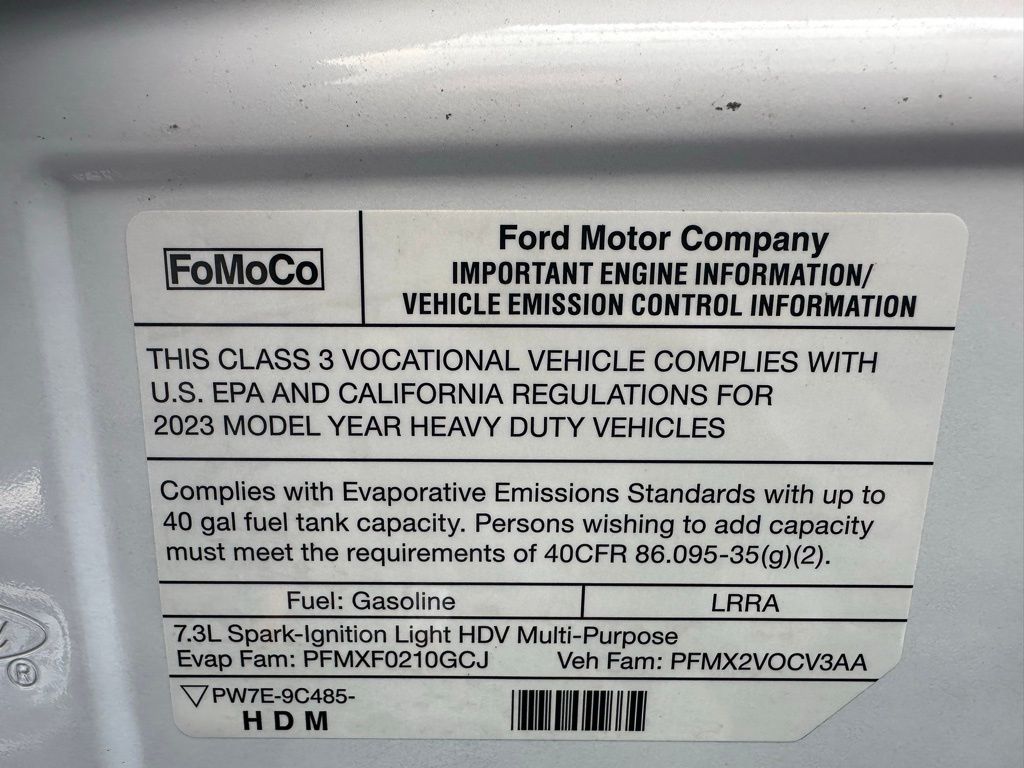 FoMoCo
Ford Motor Company
IMPORTANT ENGINE INFORMATION/
VEHICLE EMISSION CONTROL INFORMATION
THIS CLASS 3 VOCATIONAL VEHICLE COMPLIES WITH
U.S. EPA AND CALIFORNIA REGULATIONS FOR
2023 MODEL YEAR HEAVY DUTY VEHICLES
Complies with Evaporative Emissions Standards with up to
40 gal fuel tank capacity. Persons wishing to add capacity
must meet the requirements of 40CFR 86.095-35(g)(2).
Fuel: Gasoline LRRA
7.3L Spark-Ignition Light HDV Multi-Purpose
Evap Fam: PFMXF0210GCJ Veh Fam: PFMX2VOCV3AA
PW7E-9C485-
HDM
®